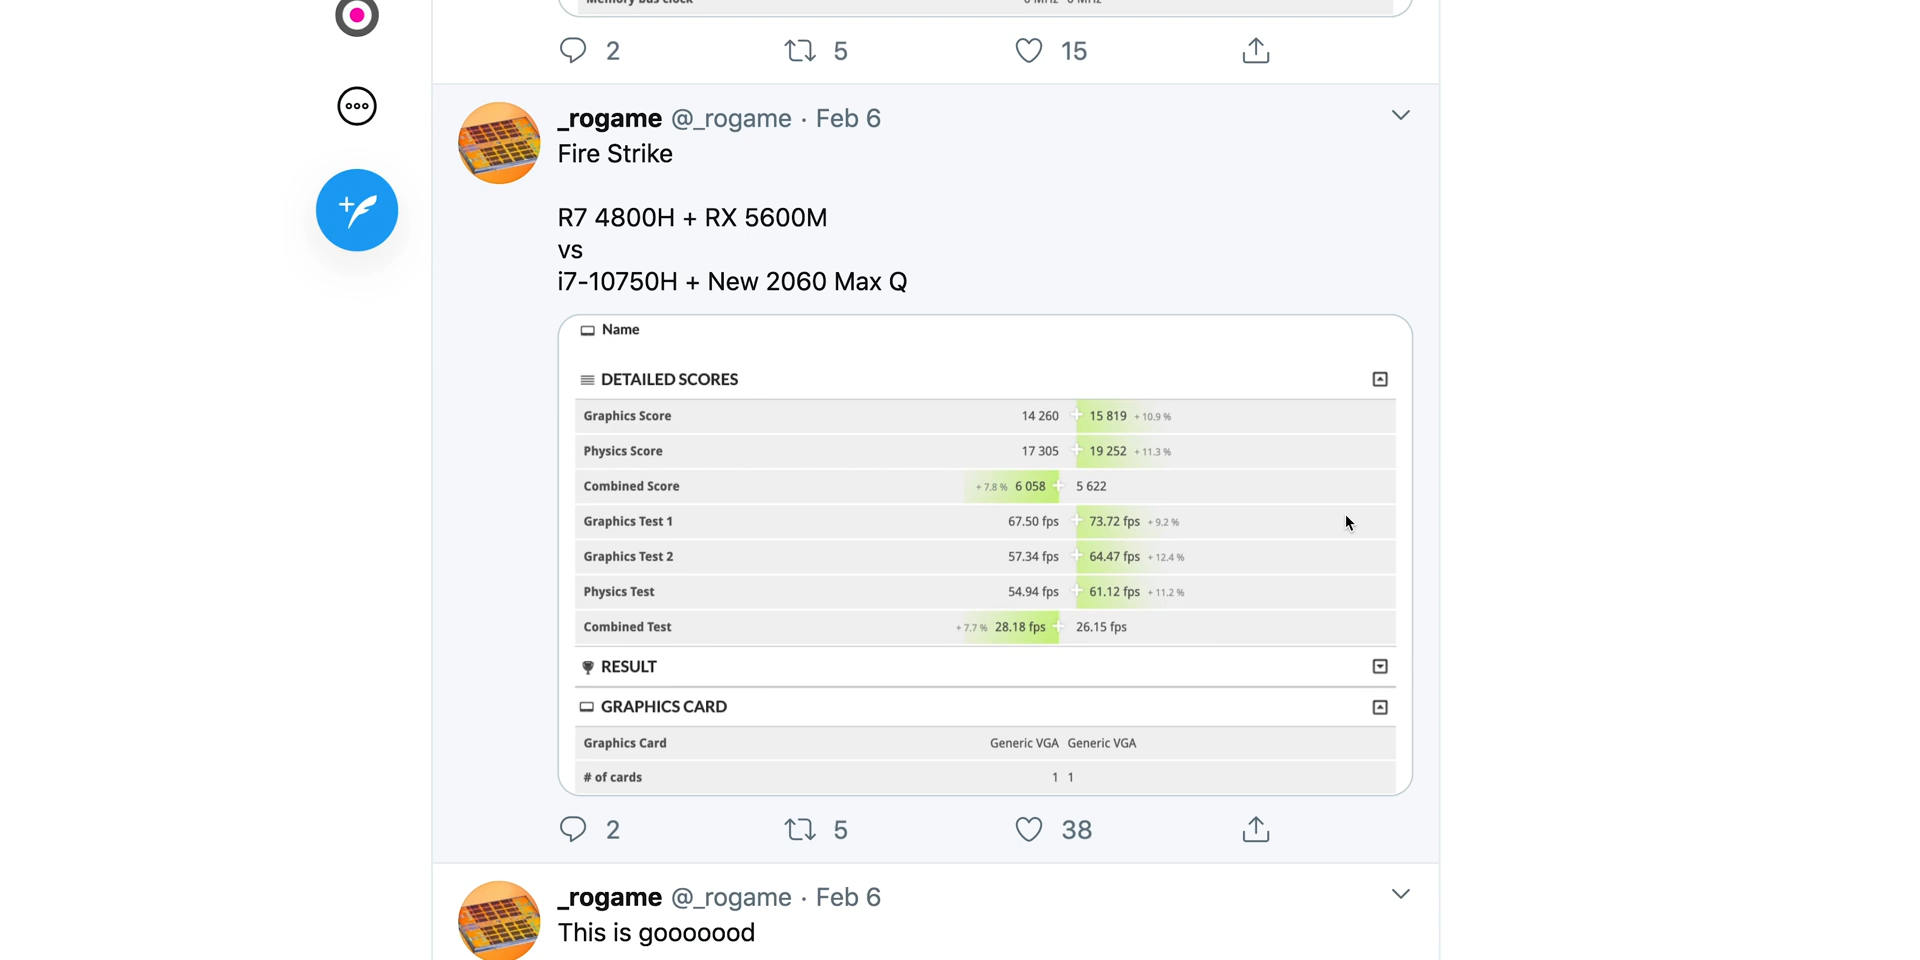 2 5 15
_rogame @_rogame · Feb 6
Fire Strike
R7 4800H + RX 5600M
vs
i7-10750H + New 2060 Max Q
Name
DETAILED SCORES
Graphics Score 14 260 15 819 + 10.9 %
Physics Score 17 305 19 252 + 11.3 %
Combined Score + 7.8 % 6 058 5 622
Graphics Test 1 67.50 fps 73.72 fps + 9.2 %
Graphics Test 2 57.34 fps 64.47 fps + 12.4 %
Physics Test 54.94 fps 61.12 fps + 11.2 %
Combined Test + 7.7 % 28.18 fps 26.15 fps
RESULT
GRAPHICS CARD
Graphics Card Generic VGA Generic VGA
# of cards 1 1
2 5 38
_rogame @_rogame · Feb 6
This is gooooood